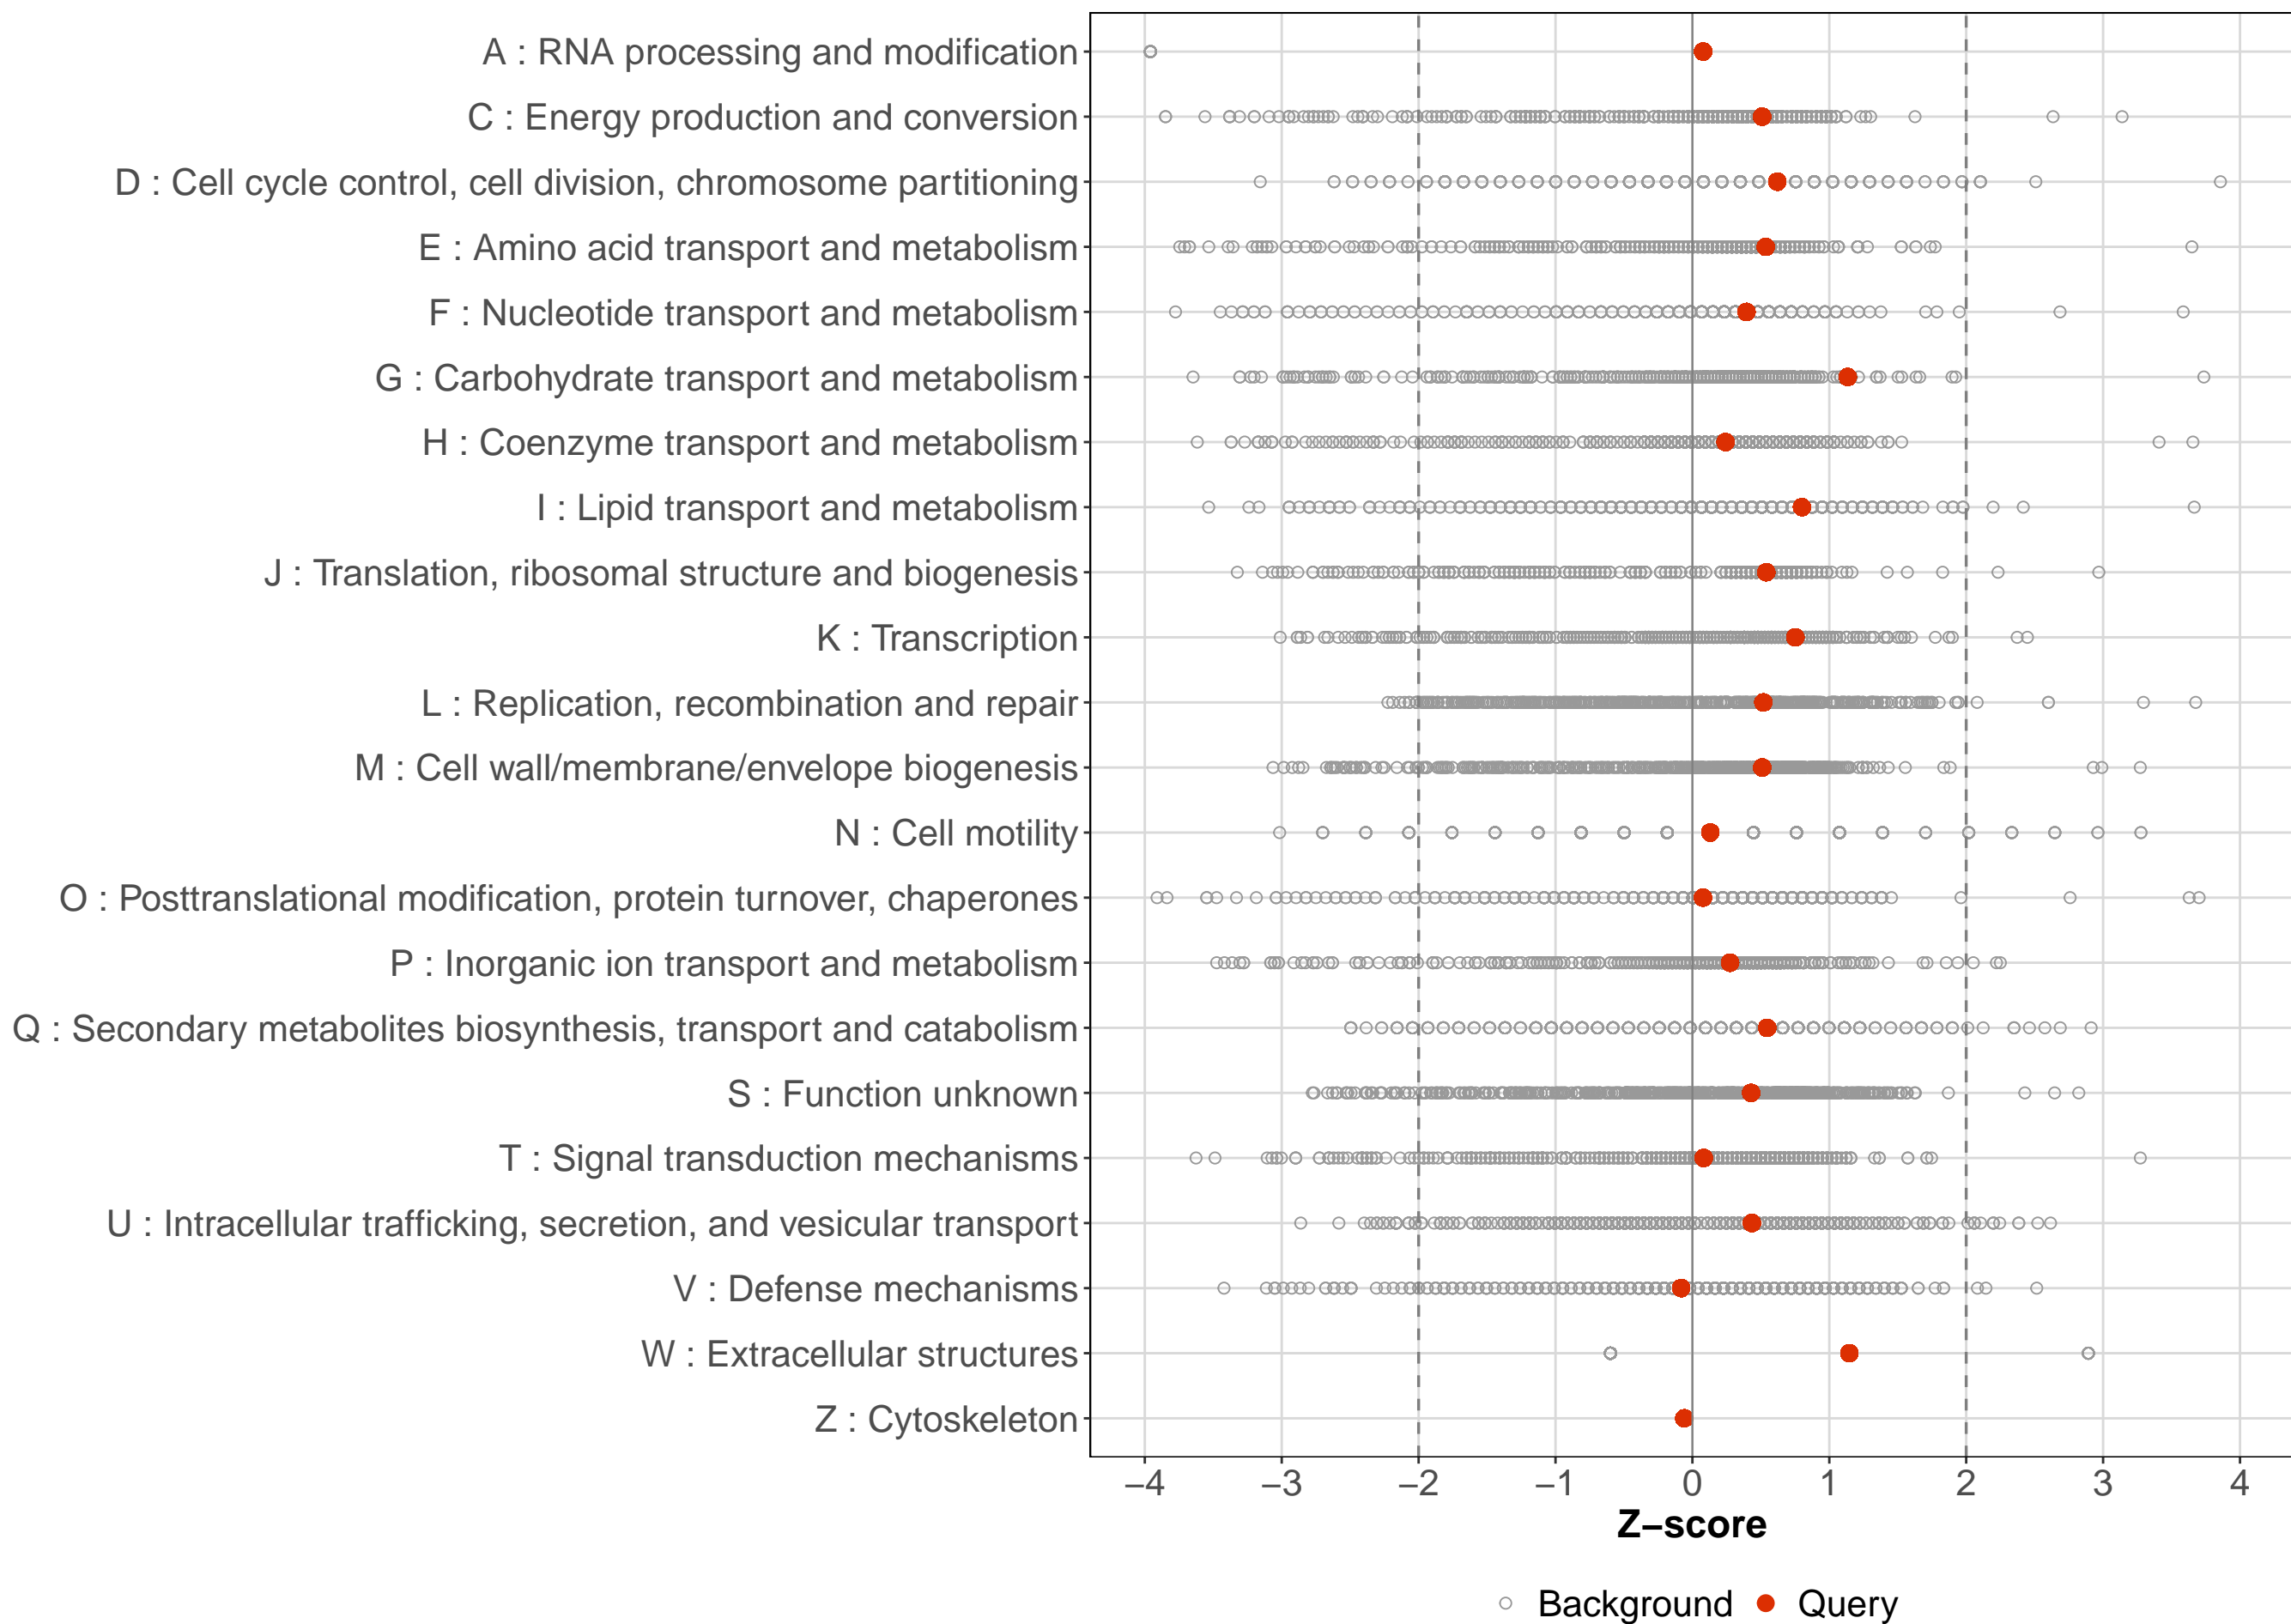 A : RNA processing and modification
C : Energy production and conversion
D : Cell cycle control, cell division, chromosome partitioning
E : Amino acid transport and metabolism
F : Nucleotide transport and metabolism
G : Carbohydrate transport and metabolism
H : Coenzyme transport and metabolism
I : Lipid transport and metabolism
J : Translation, ribosomal structure and biogenesis
K : Transcription
L : Replication, recombination and repair
M : Cell wall/membrane/envelope biogenesis
N : Cell motility
O : Posttranslational modification, protein turnover, chaperones
P : Inorganic ion transport and metabolism
Q : Secondary metabolites biosynthesis, transport and catabolism
S : Function unknown
T : Signal transduction mechanisms
U : Intracellular trafficking, secretion, and vesicular transport
V : Defense mechanisms
W : Extracellular structures
Z : Cytoskeleton
−4 −3 −2 −1 0 1 2 3 4
Z−score
Background Query